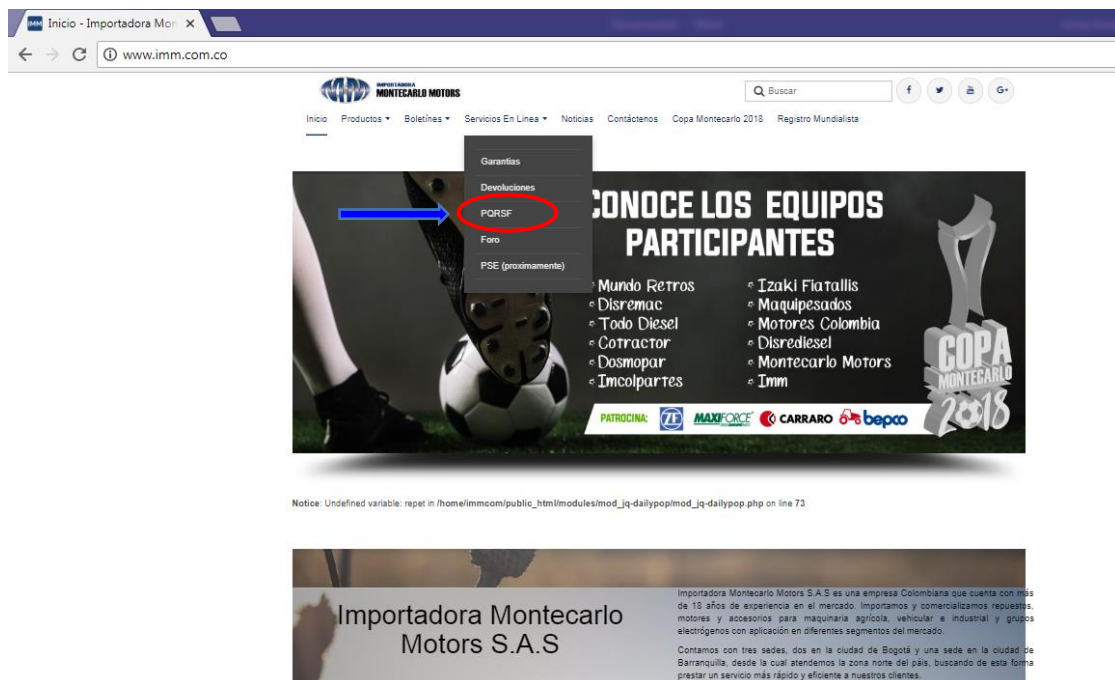 Inicio - Importadora Mon
www.imm.com.co
IMM IMPORTADORA
MONTECARLO MOTORS
Buscar
Inicio Productos Boletínes Servicios En Linea Noticias Contáctenos Copa Montecarlo 2018 Registro Mundialista
Garantias
Devoluciones
PQRSF
Foro
PSE (proximamente)
CONOCE LOS EQUIPOS
PARTICIPANTES
Mundo Retros
Disremac
Todo Diesel
Cotractor
Dosmopar
Imcolpartes
Izaki Fiatallis
Maquipesados
Motores Colombia
Disrediesel
Montecarlo Motors
Imm
COPA
MONTECARLO
2018
PATROCINA: ZF MAXIFORCE CARRARO bepco
Notice: Undefined variable: repet in /home/immcom/public_html/modules/mod_jq-dailypop/mod_jq-dailypop.php on line 73
Importadora Montecarlo
Motors S.A.S
Importadora Montecarlo Motors S.A.S es una empresa Colombiana que cuenta con más
de 18 años de experiencia en el mercado. Importamos y comercializamos repuestos,
motores y accesorios para maquinaria agrícola, vehicular e industrial y grupos
electrógenos con aplicación en diferentes segmentos del mercado.
Contamos con tres sedes, dos en la ciudad de Bogotá y una sede en la ciudad de
Barranquilla, desde la cual atendemos la zona norte del páis, buscando de esta forma
prestar un servicio más rápido y eficiente a nuestros clientes.